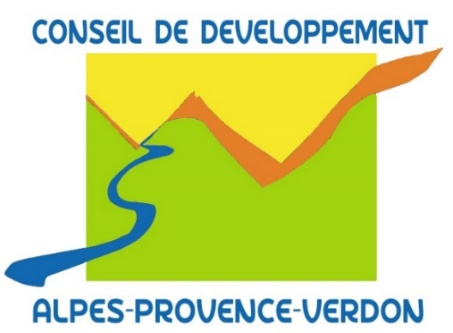 CONSEIL DE DEVELOPPEMENT
ALPES-PROVENCE-VERDON